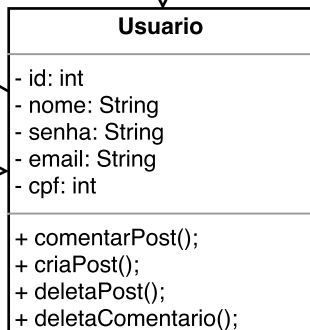 Usuario
- id: int
- nome: String
- senha: String
- email: String
- cpf: int
+ comentarPost();
+ criaPost();
+ deletaPost();
+ deletaComentario();